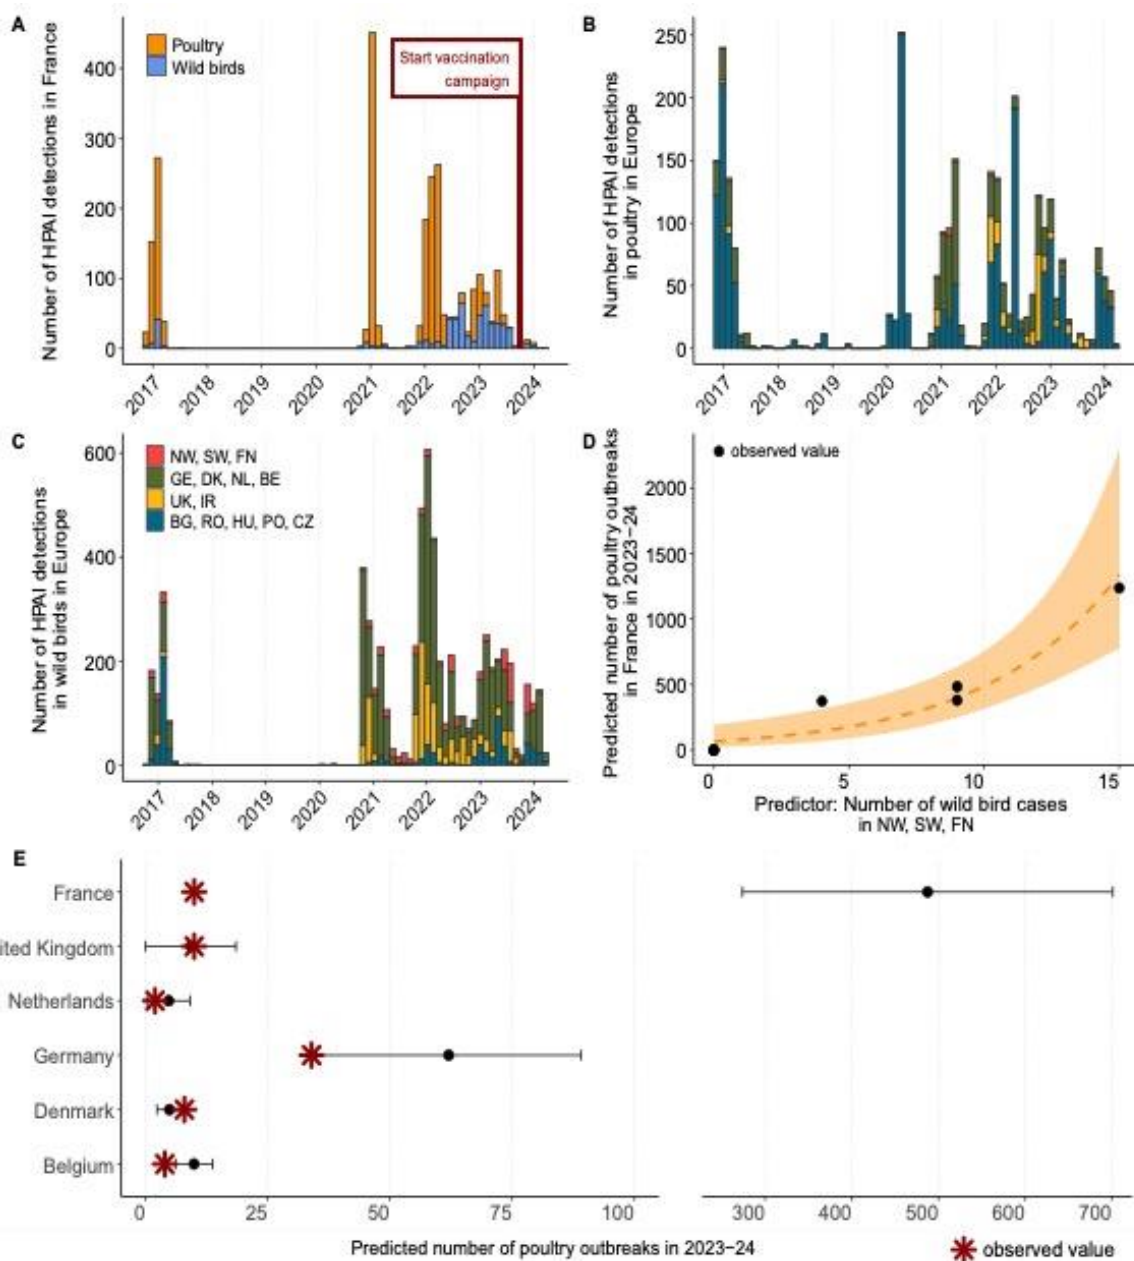 A
Number of HPAI detections in France
400
300
200
100
0
Poultry
Wild birds
Start vaccination
campaign
2017
2018
2019
2020
2021
2022
2023
2024
B
Number of HPAI detections
in poultry in Europe
250
200
150
100
50
0
2017
2018
2019
2020
2021
2022
2023
2024
C
Number of HPAI detections
in wild birds in Europe
600
400
200
0
NW, SW, FN
GE, DK, NL, BE
UK, IR
BG, RO, HU, PO, CZ
2017
2018
2019
2020
2021
2022
2023
2024
D
Predicted number of poultry outbreaks
in France in 2023−24
observed value
2000
1500
1000
500
0
0
5
10
15
Predictor: Number of wild bird cases
in NW, SW, FN
E
France
ited Kingdom
Netherlands
Germany
Denmark
Belgium
0
25
50
75
100
300
400
500
600
700
Predicted number of poultry outbreaks in 2023−24
observed value